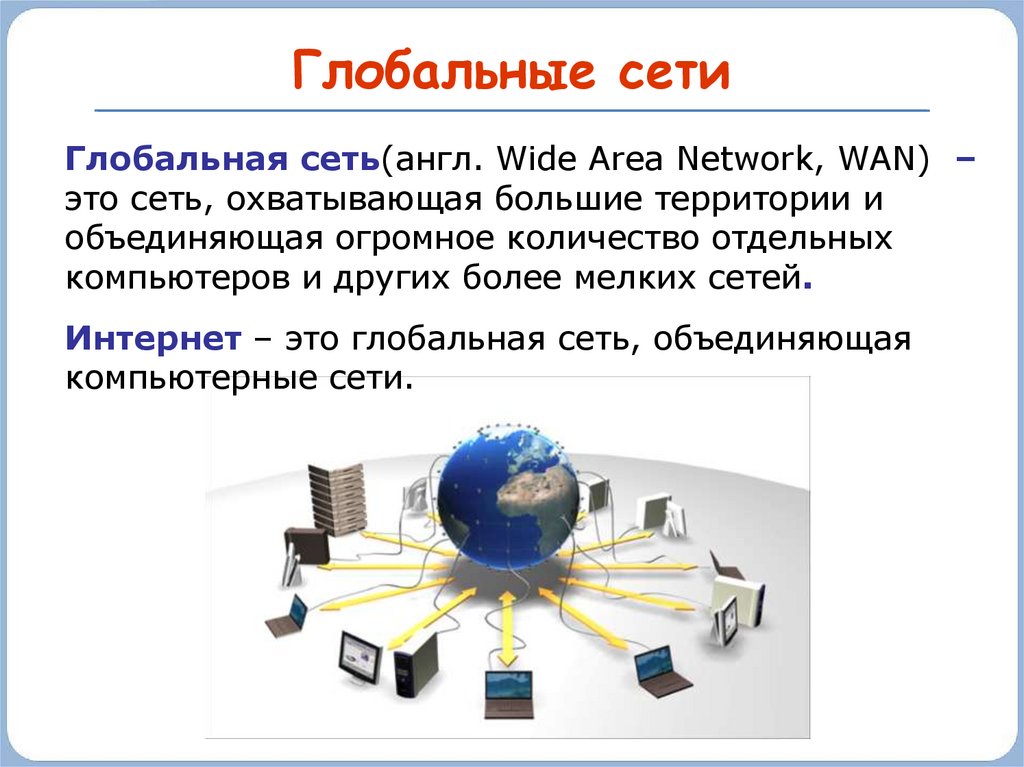 Глобальные сети
Глобальная сеть(англ. Wide Area Network, WAN) –
это сеть, охватывающая большие территории и
объединяющая огромное количество отдельных
компьютеров и других более мелких сетей.
Интернет – это глобальная сеть, объединяющая
компьютерные сети.